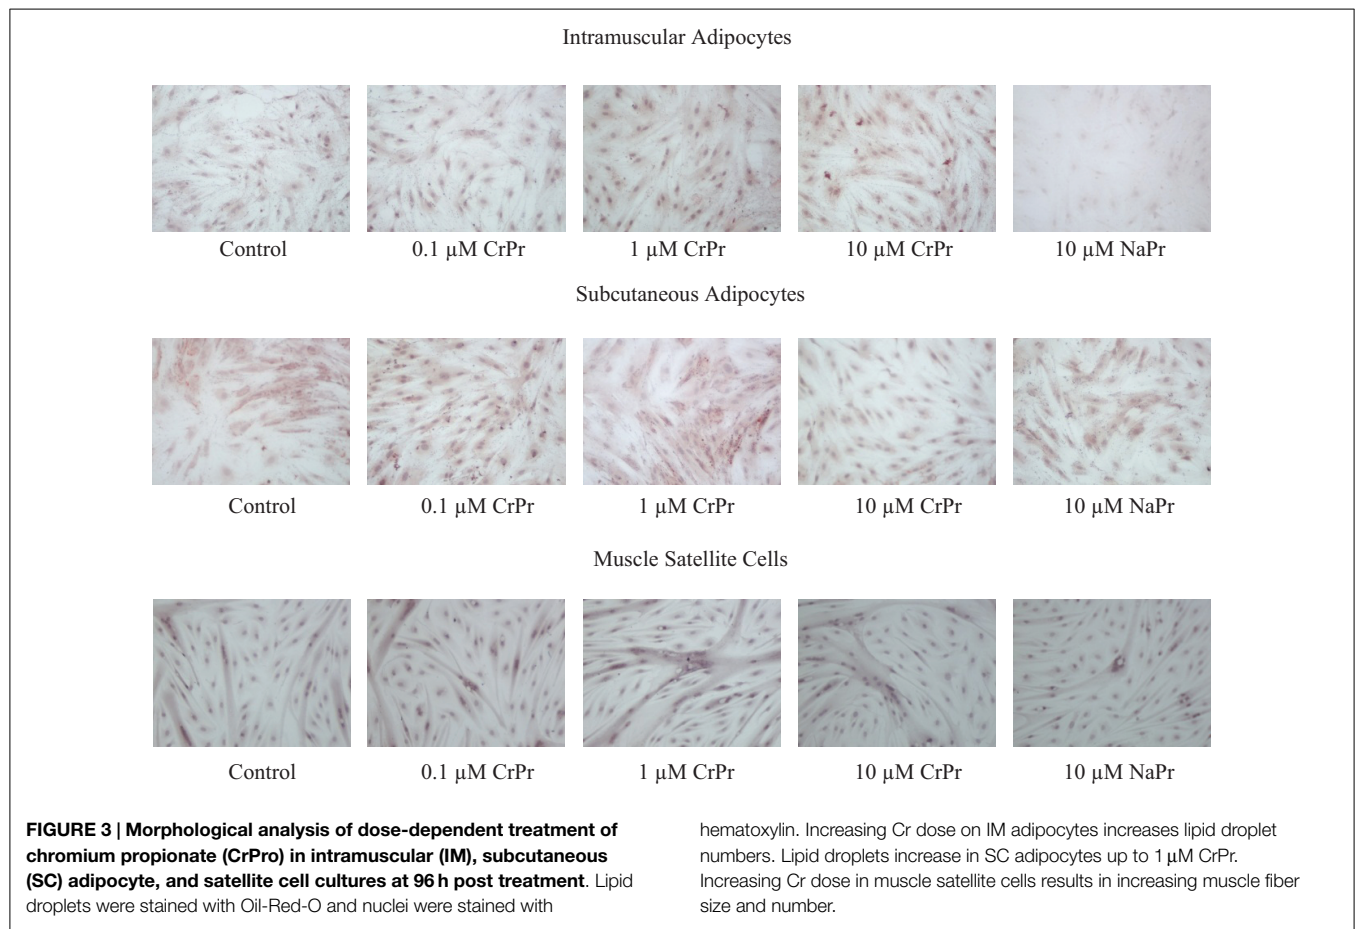 Intramuscular Adipocytes
Control
0.1 µM CrPr
1 µM CrPr
10 µM CrPr
10 µM NaPr
Subcutaneous Adipocytes
Control
0.1 µM CrPr
1 µM CrPr
10 µM CrPr
10 µM NaPr
Muscle Satellite Cells
Control
0.1 µM CrPr
1 µM CrPr
10 µM CrPr
10 µM NaPr
FIGURE 3 | Morphological analysis of dose-dependent treatment of
chromium propionate (CrPro) in intramuscular (IM), subcutaneous
(SC) adipocyte, and satellite cell cultures at 96 h post treatment. Lipid
droplets were stained with Oil-Red-O and nuclei were stained with
hematoxylin. Increasing Cr dose on IM adipocytes increases lipid droplet
numbers. Lipid droplets increase in SC adipocytes up to 1 µM CrPr.
Increasing Cr dose in muscle satellite cells results in increasing muscle fiber
size and number.